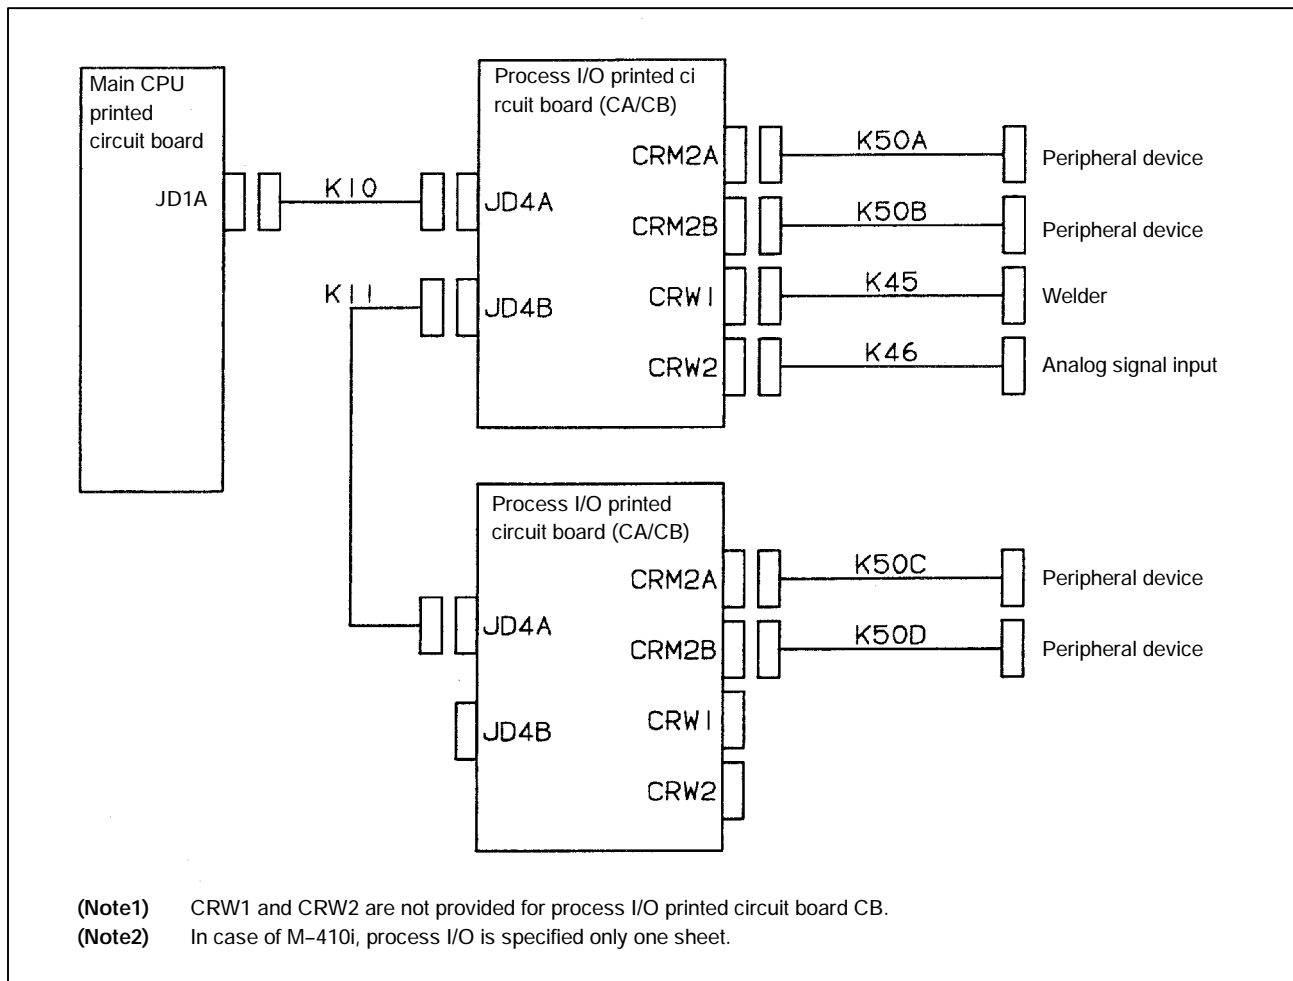 Main CPU
printed
circuit board
JD1A
K10
K11
Process I/O printed ci
rcuit board (CA/CB)
JD4A
JD4B
CRM2A
CRM2B
CRW1
CRW2
K50A
Peripheral device
K50B
Peripheral device
K45
Welder
K46
Analog signal input
Process I/O printed
circuit board (CA/CB)
JD4A
JD4B
CRM2A
CRM2B
CRW1
CRW2
K50C
Peripheral device
K50D
Peripheral device
(Note1) CRW1 and CRW2 are not provided for process I/O printed circuit board CB.
(Note2) In case of M–410i, process I/O is specified only one sheet.